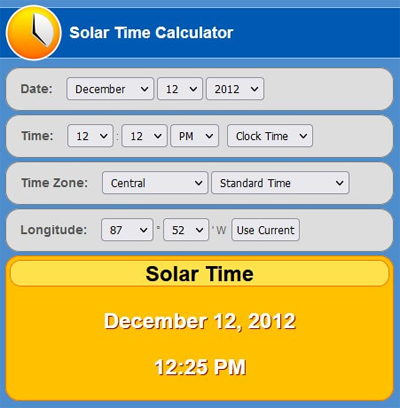 Solar Time Calculator
Date: December 12 2012
Time: 12 : 12 PM Clock Time
Time Zone: Central Standard Time
Longitude: 87 ° 52 ' W Use Current
Solar Time
December 12, 2012
12:25 PM